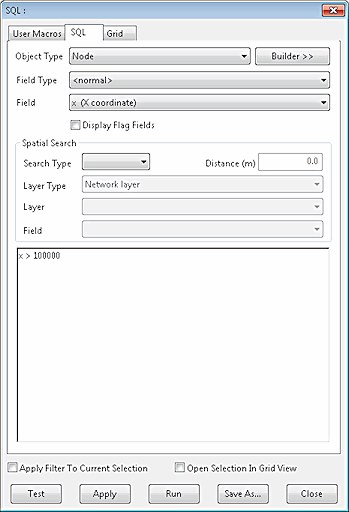 SQL :
User Macros SQL Grid
Object Type Node Builder >>
Field Type <normal>
Field x (X coordinate)
Display Flag Fields
Spatial Search
Search Type Distance (m) 0.0
Layer Type Network layer
Layer
Field
x > 100000
Apply Filter To Current Selection Open Selection In Grid View
Test Apply Run Save As... Close